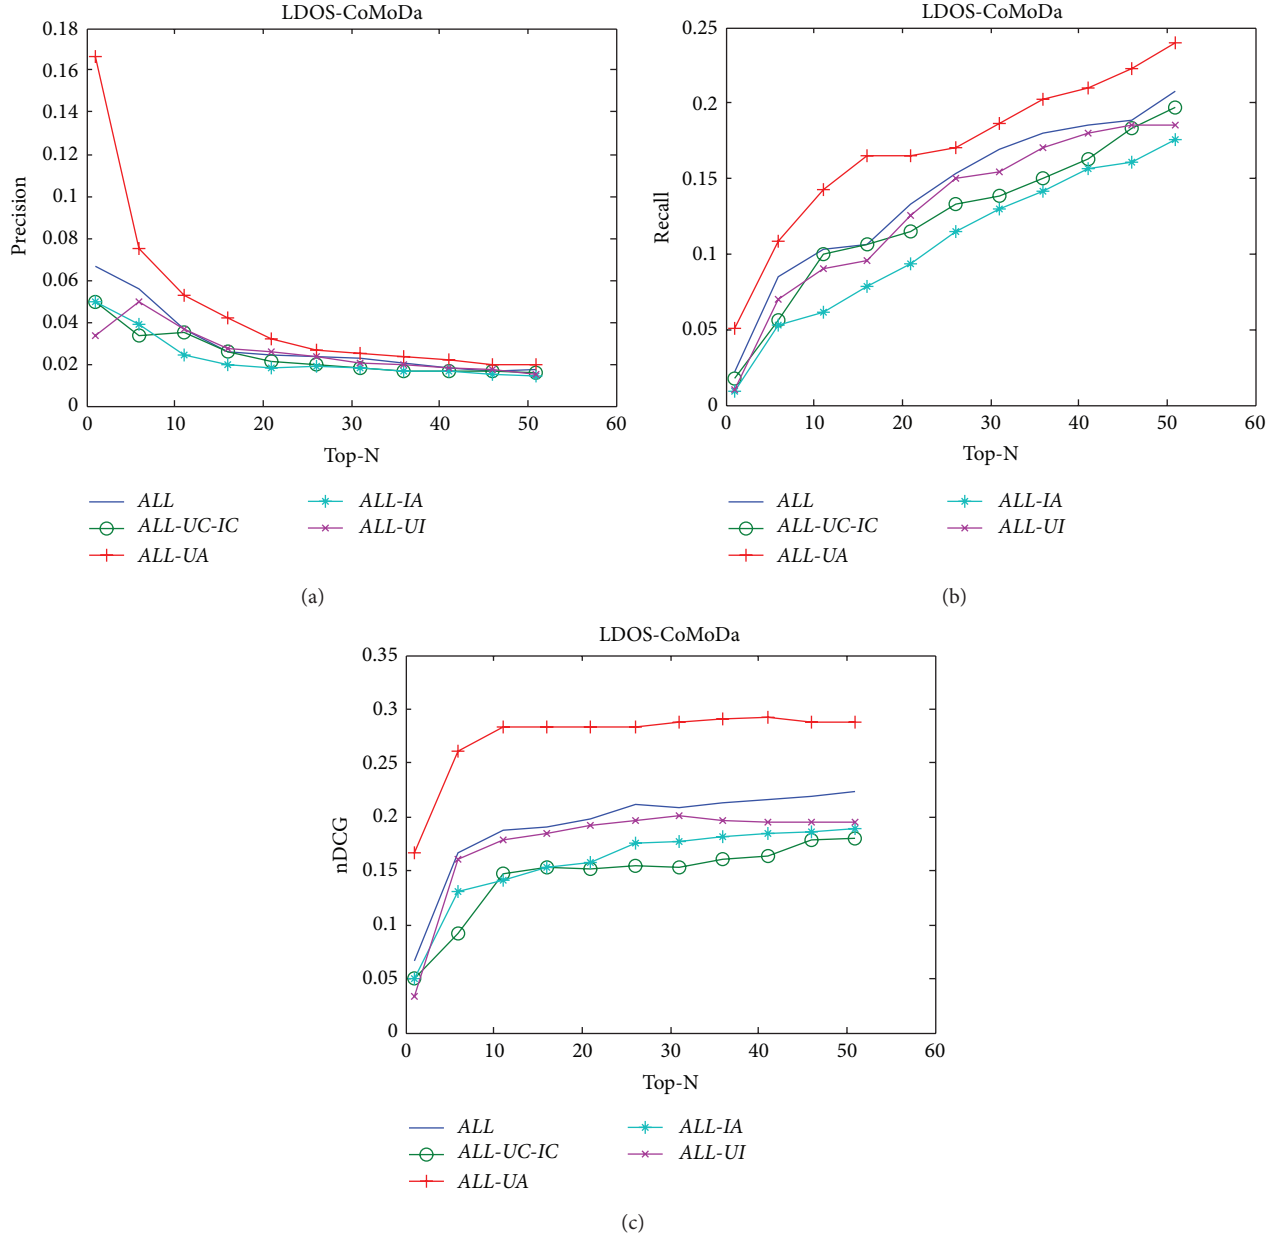 LDOS-CoMoDa
0.18
0.16
0.14
0.12
0.1
0.08
0.06
0.04
0.02
0
Precision
0 10 20 30 40 50 60
Top-N
ALL
ALL-UC-IC
ALL-UA
ALL-IA
ALL-UI
(a)
LDOS-CoMoDa
0.25
0.2
0.15
0.1
0.05
0
Recall
0 10 20 30 40 50 60
Top-N
ALL
ALL-UC-IC
ALL-UA
ALL-IA
ALL-UI
(b)
LDOS-CoMoDa
0.35
0.3
0.25
0.2
0.15
0.1
0.05
0
nDCG
0 10 20 30 40 50 60
Top-N
ALL
ALL-UC-IC
ALL-UA
ALL-IA
ALL-UI
(c)